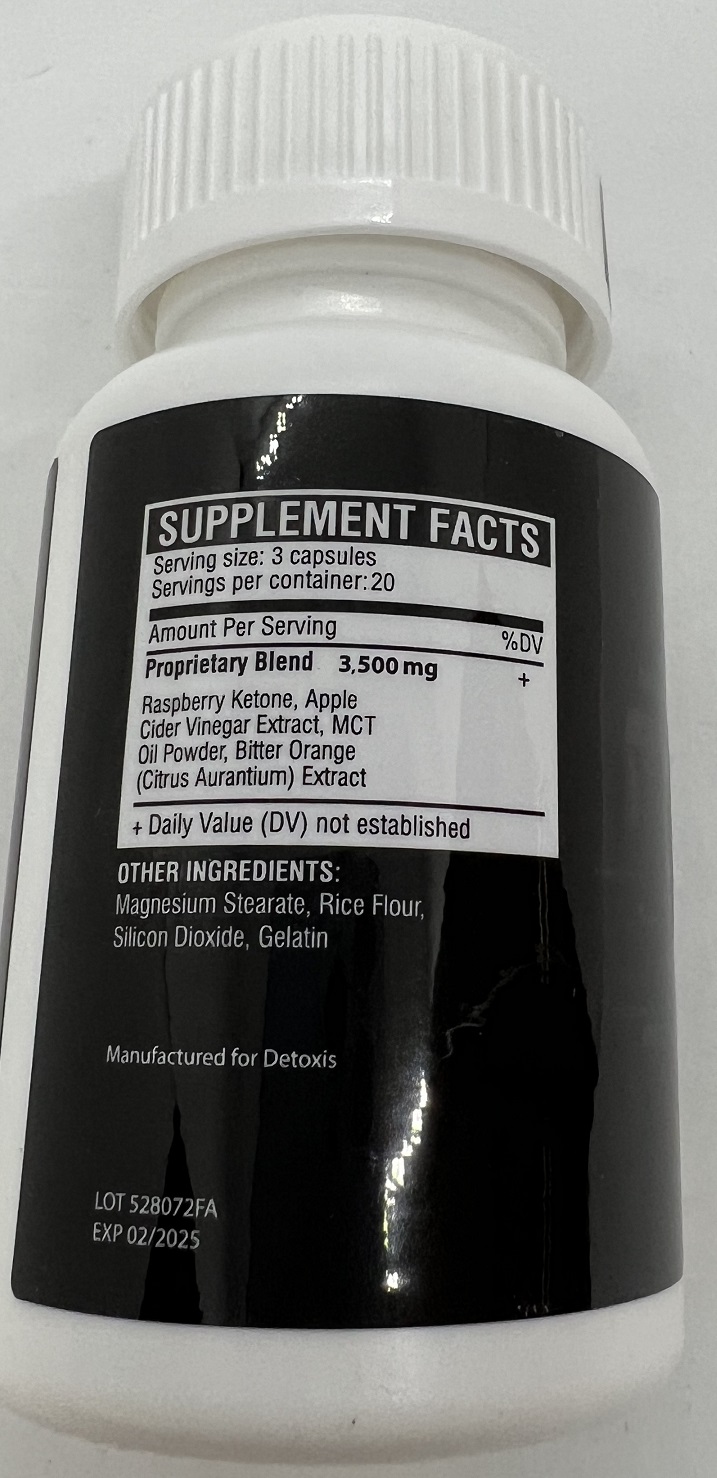 SUPPLEMENT FACTS
Serving size: 3 capsules
Servings per container: 20
Amount Per Serving %DV
Proprietary Blend 3,500 mg +
Raspberry Ketone, Apple
Cider Vinegar Extract, MCT
Oil Powder, Bitter Orange
(Citrus Aurantium) Extract
+ Daily Value (DV) not established
OTHER INGREDIENTS:
Magnesium Stearate, Rice Flour,
Silicon Dioxide, Gelatin
Manufactured for Detoxis
LOT 528072FA
EXP 02/2025